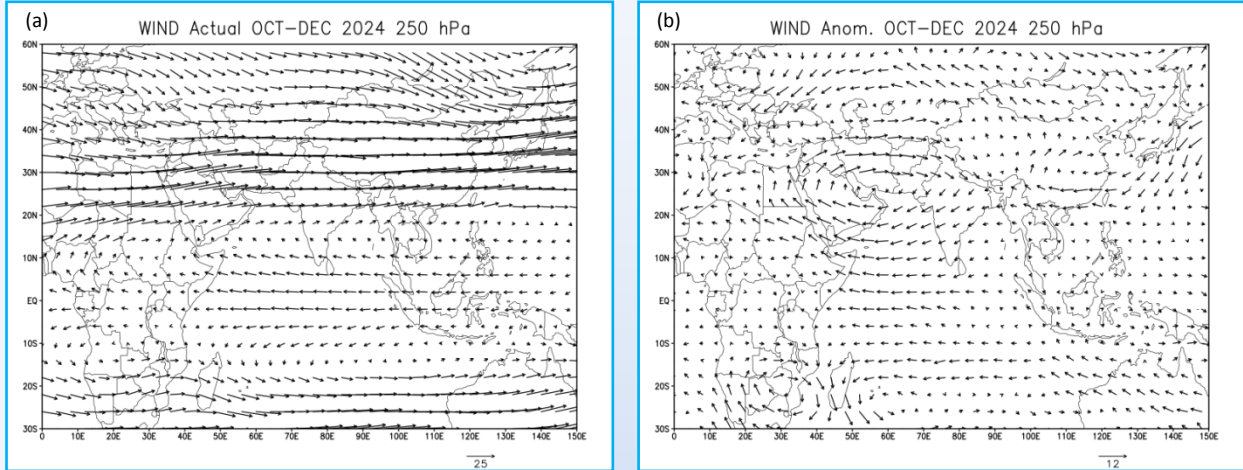 (a)
WIND Actual OCT-DEC 2024 250 hPa
60N
50N
40N
30N
20N
10N
EQ
10S
20S
30S
0 10E 20E 30E 40E 50E 60E 70E 80E 90E 100E 110E 120E 130E 140E 150E
25
(b)
WIND Anom. OCT-DEC 2024 250 hPa
60N
50N
40N
30N
20N
10N
EQ
10S
20S
30S
0 10E 20E 30E 40E 50E 60E 70E 80E 90E 100E 110E 120E 130E 140E 150E
12